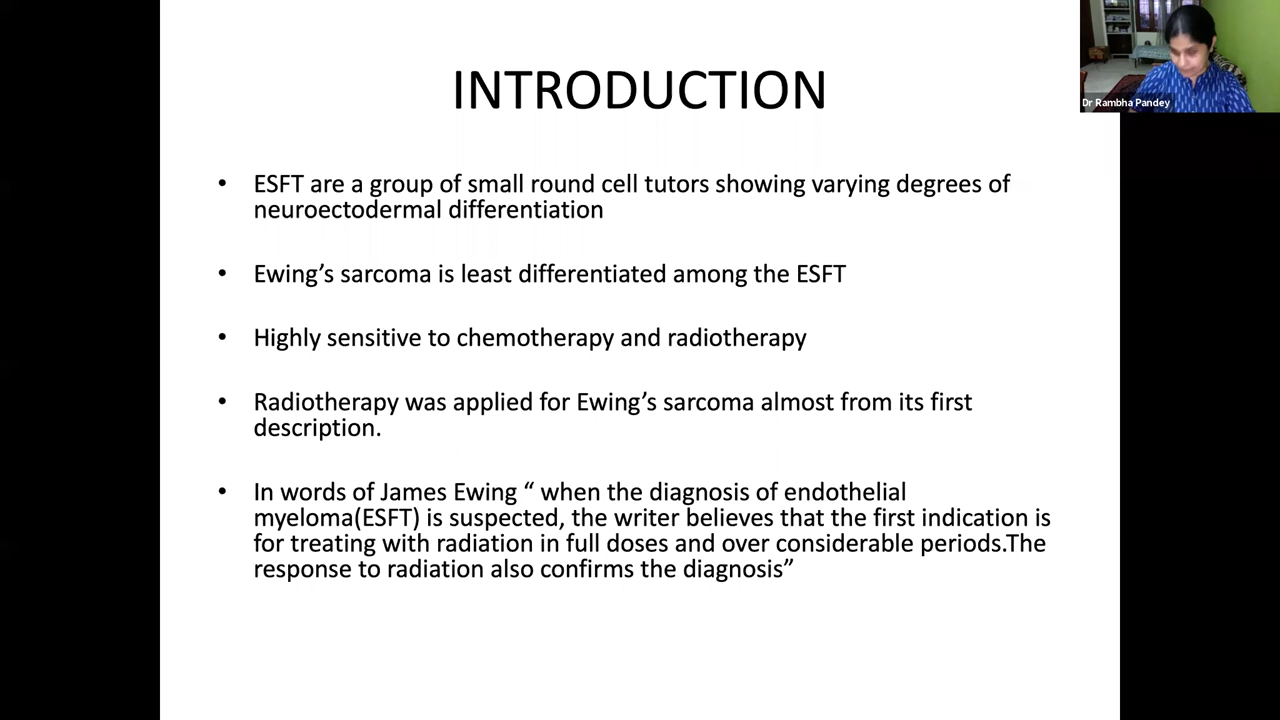 INTRODUCTION
Dr Rambha Pandey
• ESFT are a group of small round cell tutors showing varying degrees of
neuroectodermal differentiation
• Ewing’s sarcoma is least differentiated among the ESFT
• Highly sensitive to chemotherapy and radiotherapy
• Radiotherapy was applied for Ewing’s sarcoma almost from its first
description.
• In words of James Ewing “ when the diagnosis of endothelial
myeloma(ESFT) is suspected, the writer believes that the first indication is
for treating with radiation in full doses and over considerable periods.The
response to radiation also confirms the diagnosis”